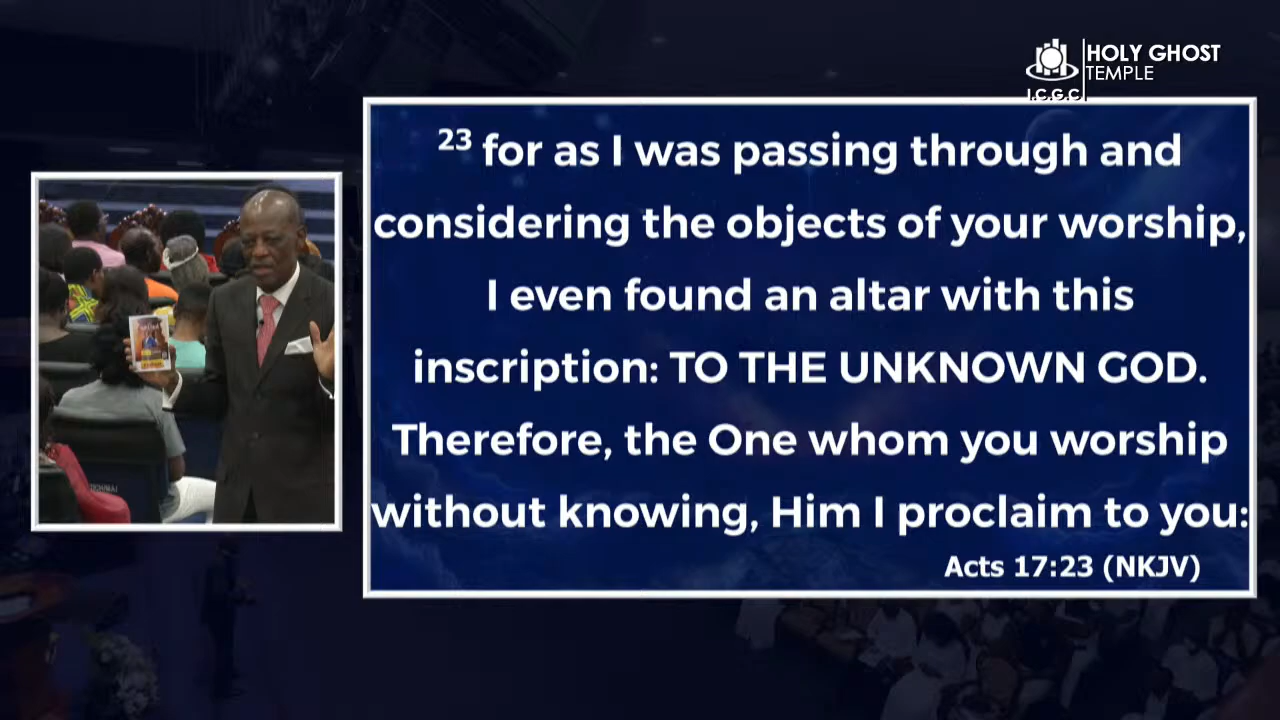 HOLY GHOST
TEMPLE
I.C.G.C
23 for as I was passing through and
considering the objects of your worship,
I even found an altar with this
inscription: TO THE UNKNOWN GOD.
Therefore, the One whom you worship
without knowing, Him I proclaim to you:
Acts 17:23 (NKJV)